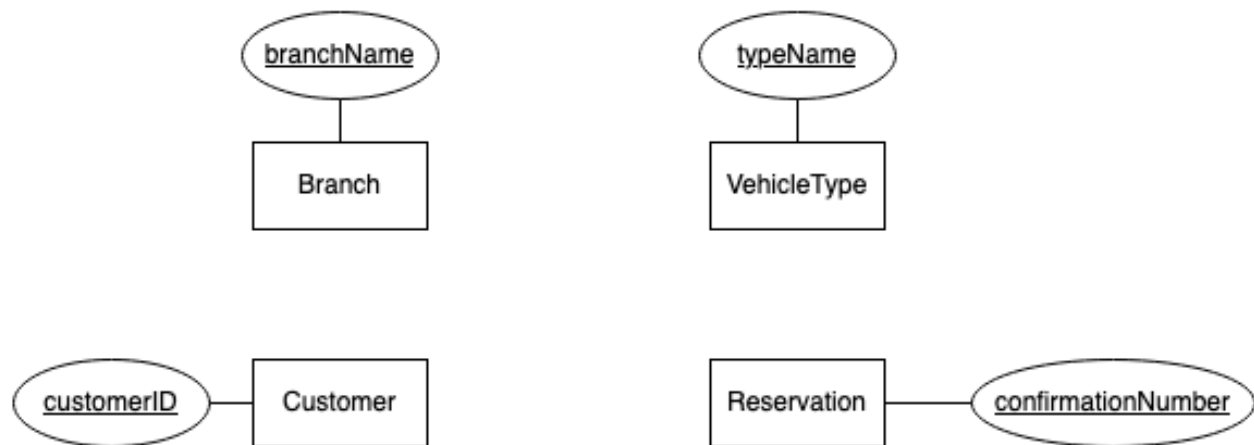 branchName
typeName
Branch
VehicleType
customerID
Customer
Reservation
confirmationNumber